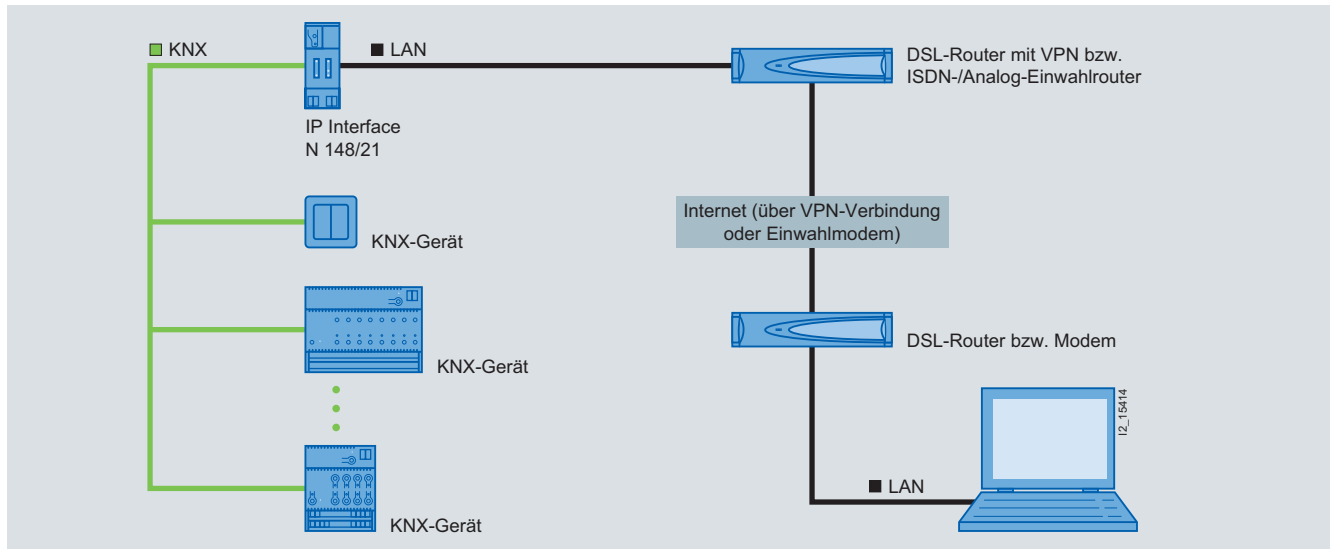 KNX
LAN
DSL-Router mit VPN bzw.
ISDN-/Analog-Einwahlrouter
IP Interface
N 148/21
Internet (über VPN-Verbindung
oder Einwahlmodem)
KNX-Gerät
DSL-Router bzw. Modem
KNX-Gerät
I2_15414
LAN
KNX-Gerät